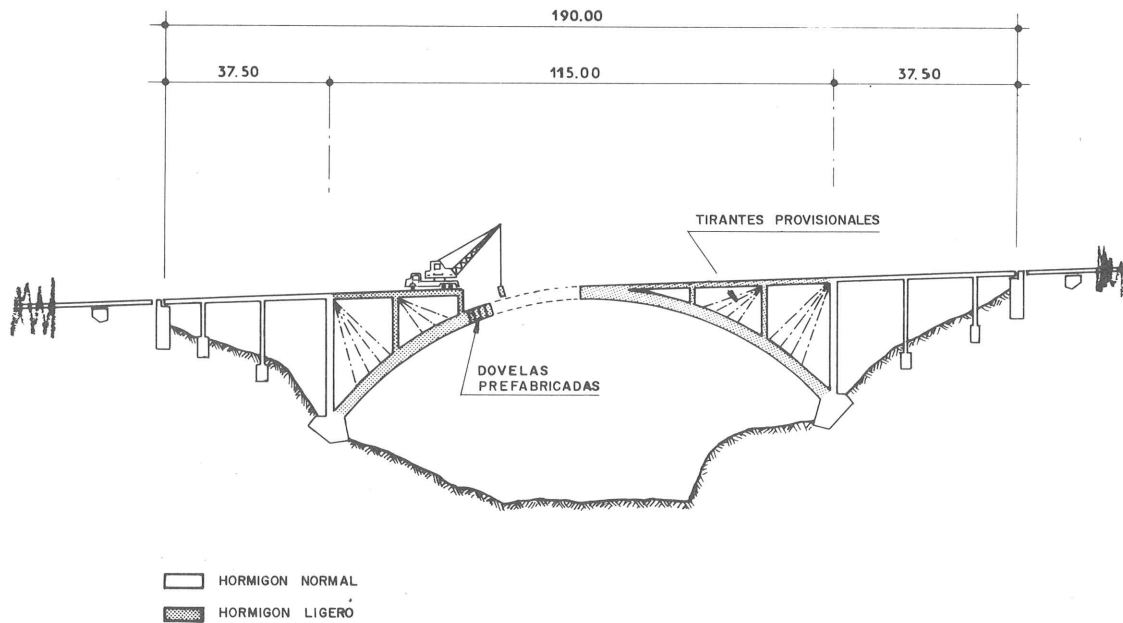 190.00
37.50
115.00
37.50
TIRANTES PROVISIONALES
DOVELAS
PREFABRICADAS
HORMIGON NORMAL
HORMIGON LIGERO